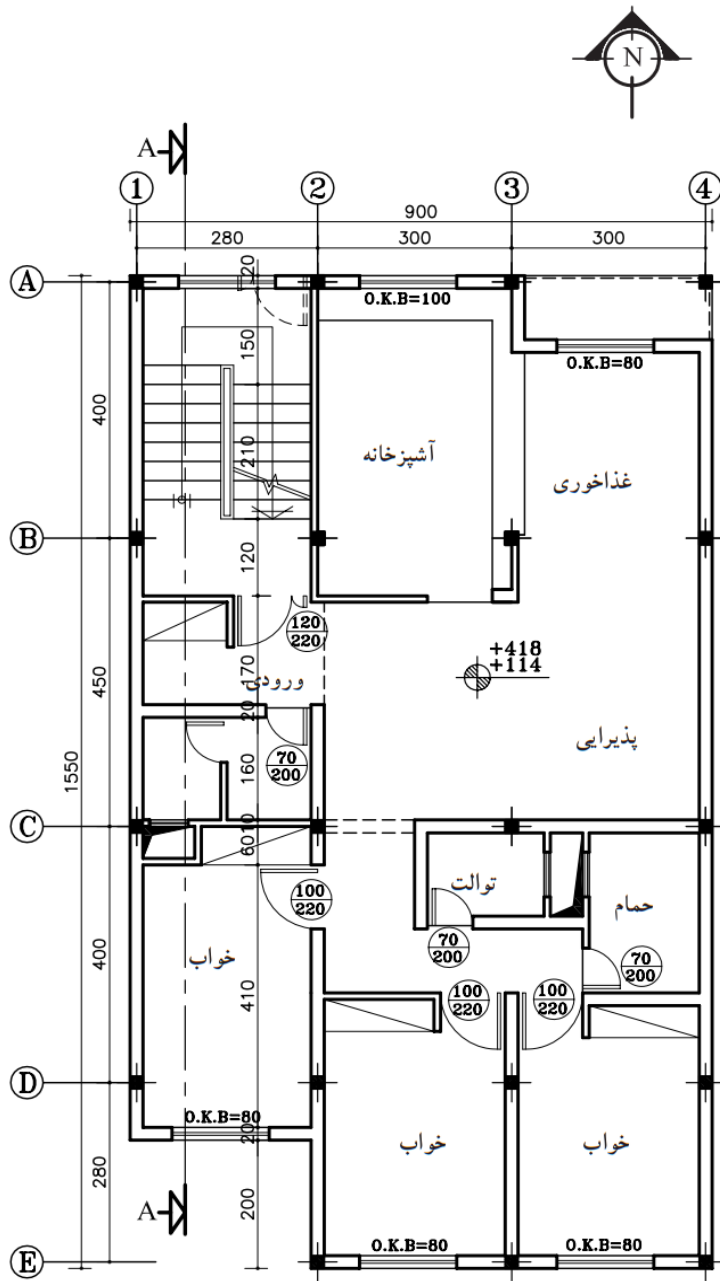 N
A
1 2 3 4
900
280 300 300
A
20
O.K.B=100
150
O.K.B=80
400
آشپزخانه
غذاخوری
210
B
120
120
220
+418
+114
170
ورودی
450
20
پذیرایی
70
200
160
1550
C
10
60
توالت
حمام
100
220
70
200
70
200
خواب
100
220
100
220
400
410
D
O.K.B=80
20
خواب
خواب
280
200
A
O.K.B=80
O.K.B=80
E